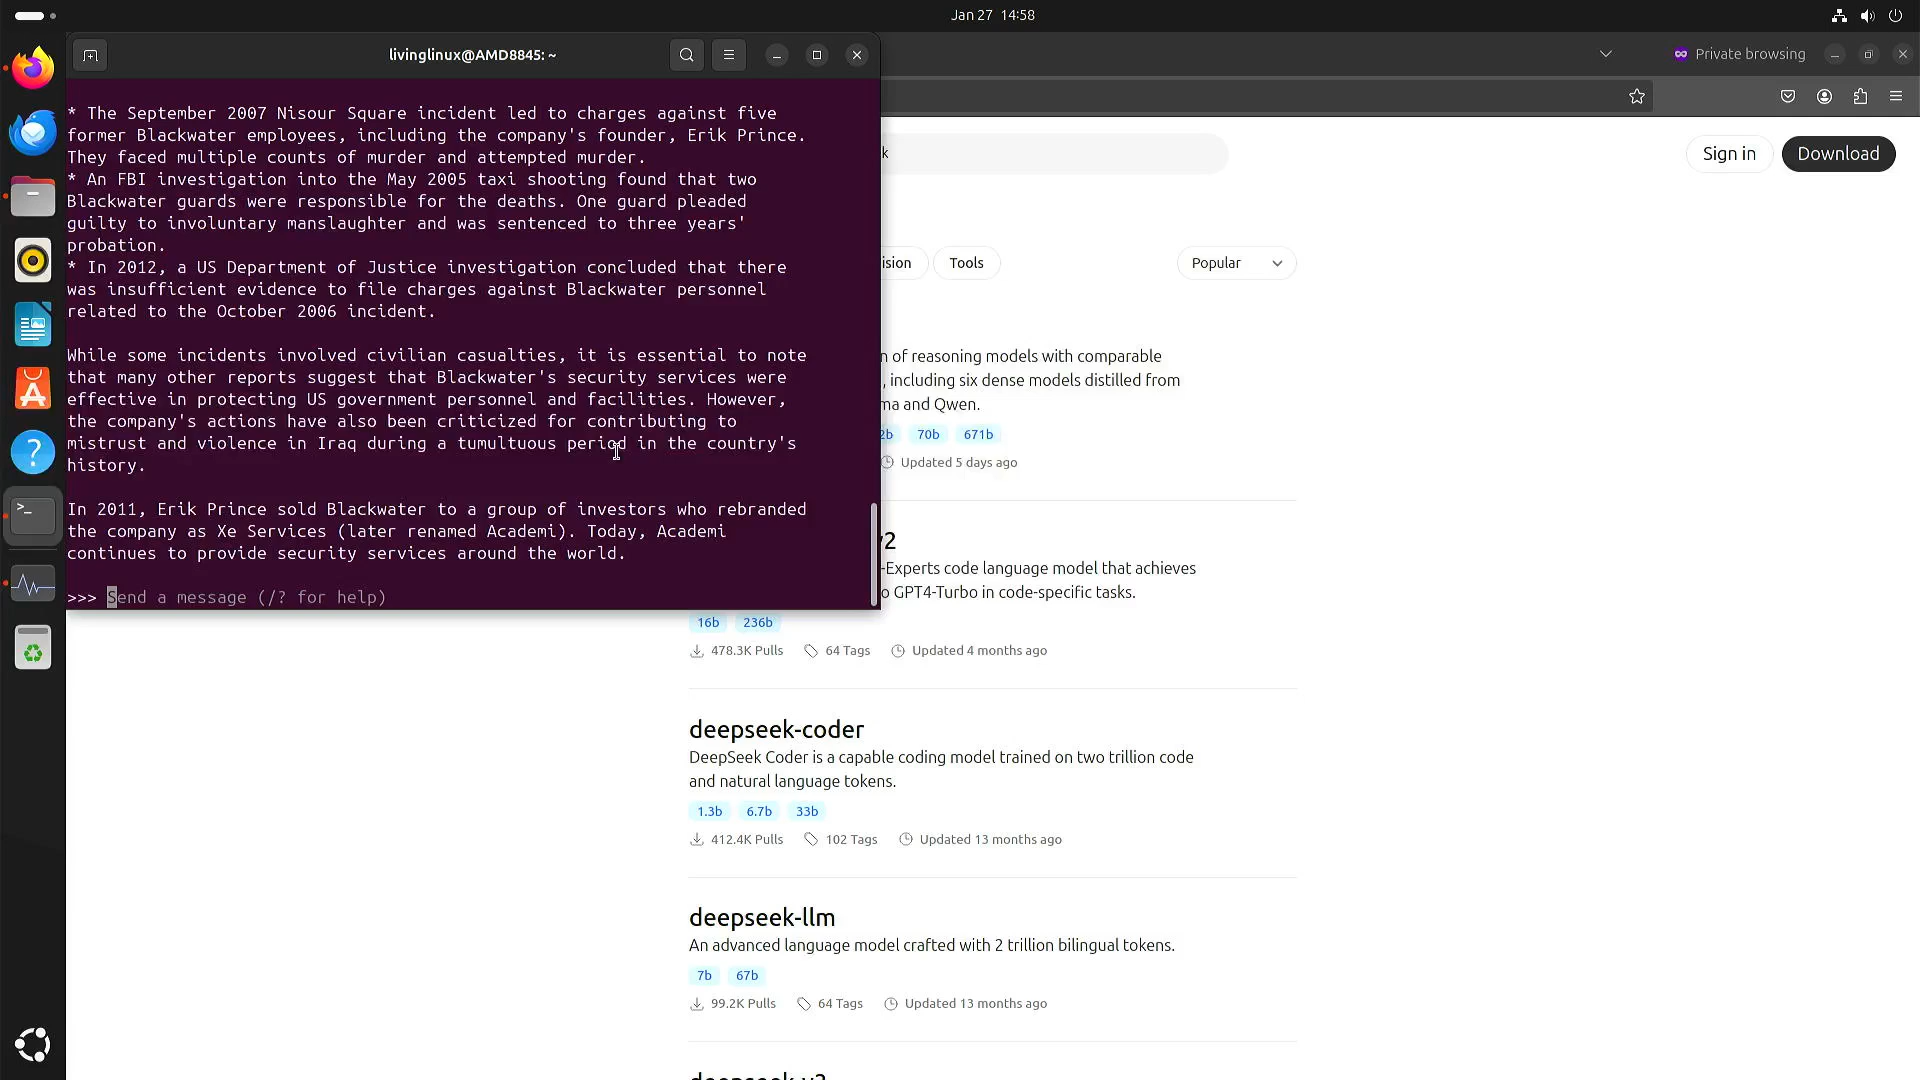 Jan 27 14:58
livinglinux@AMD8845: ~
Private browsing
* The September 2007 Nisour Square incident led to charges against five
former Blackwater employees, including the company's founder, Erik Prince.
They faced multiple counts of murder and attempted murder.
* An FBI investigation into the May 2005 taxi shooting found that two
Blackwater guards were responsible for the deaths. One guard pleaded
guilty to involuntary manslaughter and was sentenced to three years'
probation.
* In 2012, a US Department of Justice investigation concluded that there
was insufficient evidence to file charges against Blackwater personnel
related to the October 2006 incident.
While some incidents involved civilian casualties, it is essential to note
that many other reports suggest that Blackwater's security services were
effective in protecting US government personnel and facilities. However,
the company's actions have also been criticized for contributing to
mistrust and violence in Iraq during a tumultuous period in the country's
history.
In 2011, Erik Prince sold Blackwater to a group of investors who rebranded
the company as Xe Services (later renamed Academi). Today, Academi
continues to provide security services around the world.
>>> Send a message (/? for help)
k
Sign in
Download
ision
Tools
Popular
n of reasoning models with comparable
, including six dense models distilled from
ma and Qwen.
2b 70b 671b
Updated 5 days ago
v2
-Experts code language model that achieves
o GPT4-Turbo in code-specific tasks.
16b 236b
478.3K Pulls 64 Tags Updated 4 months ago
deepseek-coder
DeepSeek Coder is a capable coding model trained on two trillion code
and natural language tokens.
1.3b 6.7b 33b
412.4K Pulls 102 Tags Updated 13 months ago
deepseek-llm
An advanced language model crafted with 2 trillion bilingual tokens.
7b 67b
99.2K Pulls 64 Tags Updated 13 months ago